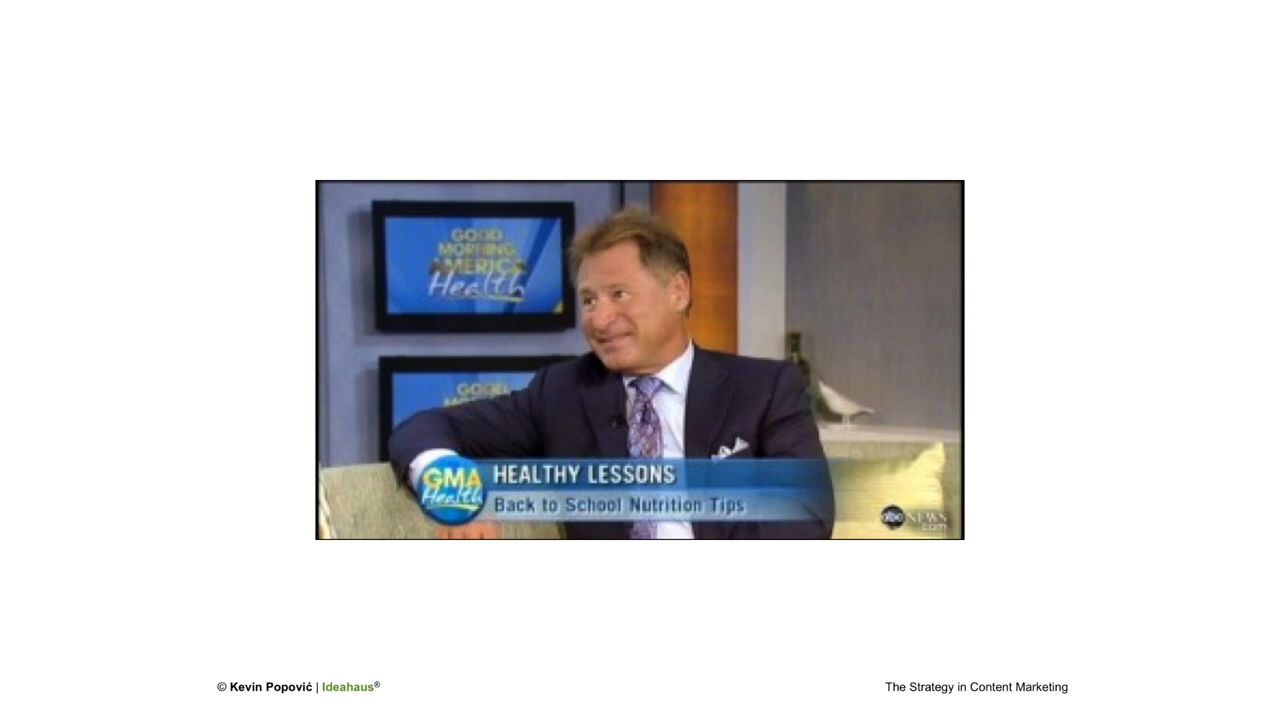 GOOD
MORNING
AMERICA
Health
GOOD
GMA
Health
HEALTHY LESSONS
Back to School Nutrition Tips
abc NEWS
.com
© Kevin Popović | Ideahaus®
The Strategy in Content Marketing